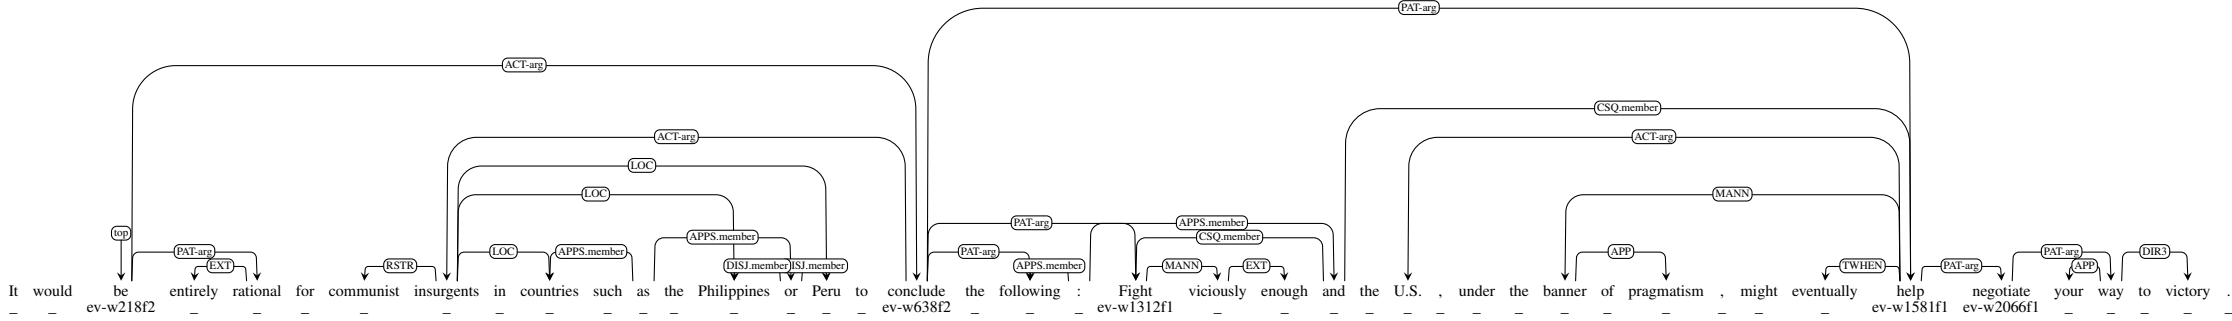 PAT-arg
ACT-arg
CSQ.member
ACT-arg ACT-arg
LOC
LOC MANN
PAT-arg APPS.member
top APPS.member CSQ.member
PAT-arg LOC APPS.member PAT-arg APP PAT-arg DIR3
EXT RSTR DISJ.member ISJ.member APPS.member MANN EXT TWHEN PAT-arg APP
It would be entirely rational for communist insurgents in countries such as the Philippines or Peru to conclude the following : Fight viciously enough and the U.S. , under the banner of pragmatism , might eventually help negotiate your way to victory .
_ _ ev-w218f2 _ _ _ _ _ _ _ _ _ _ _ _ _ _ ev-w638f2 _ _ _ ev-w1312f1 _ _ _ _ _ _ _ _ _ _ _ _ _ _ ev-w1581f1 ev-w2066f1 _ _ _ _ _